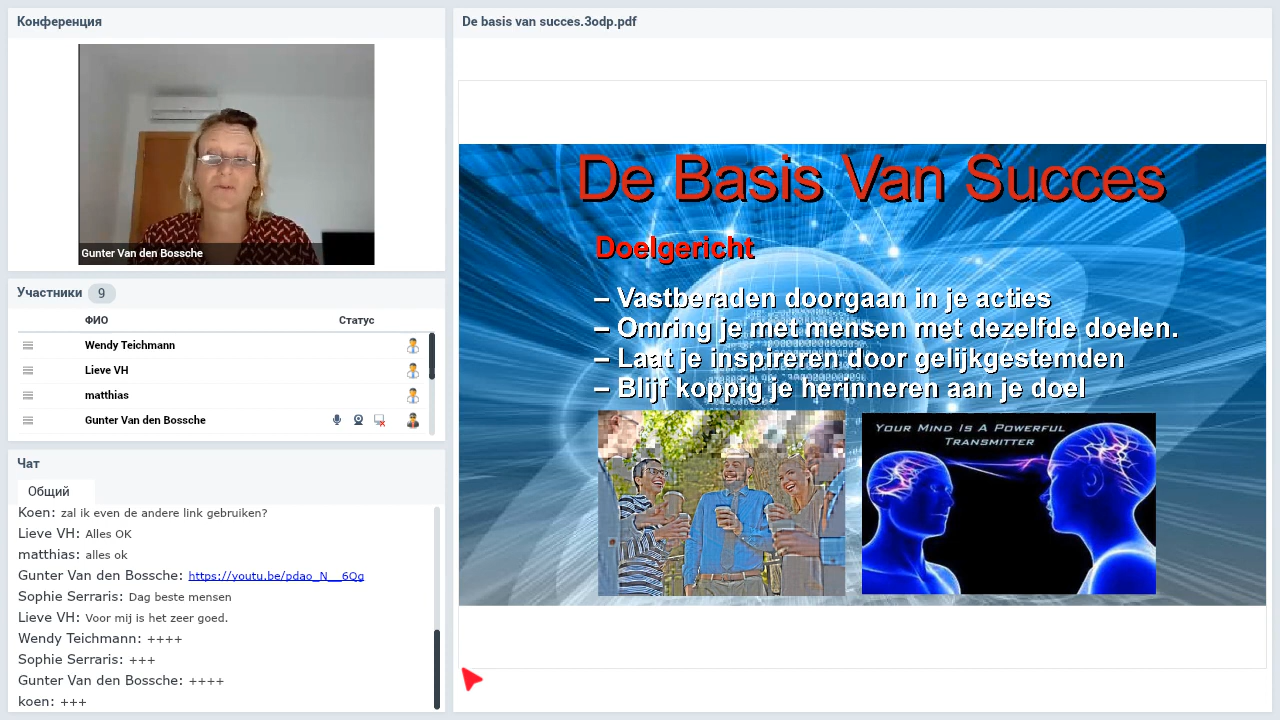 Конференция
Gunter Van den Bossche
Участники 9
ФИО Статус
Wendy Teichmann
Lieve VH
matthias
Gunter Van den Bossche
Чат
Общий
Koen: zal ik even de andere link gebruiken?
Lieve VH: Alles OK
matthias: alles ok
Gunter Van den Bossche: https://youtu.be/pdao_N__6Qg
Sophie Serraris: Dag beste mensen
Lieve VH: Voor mij is het zeer goed.
Wendy Teichmann: ++++
Sophie Serraris: +++
Gunter Van den Bossche: ++++
koen: +++
De basis van succes.3odp.pdf
De Basis Van Succes
Doelgericht
– Vastberaden doorgaan in je acties
– Omring je met mensen met dezelfde doelen.
– Laat je inspireren door gelijkgestemden
– Blijf koppig je herinneren aan je doel
YOUR MIND IS A POWERFUL
TRANSMITTER